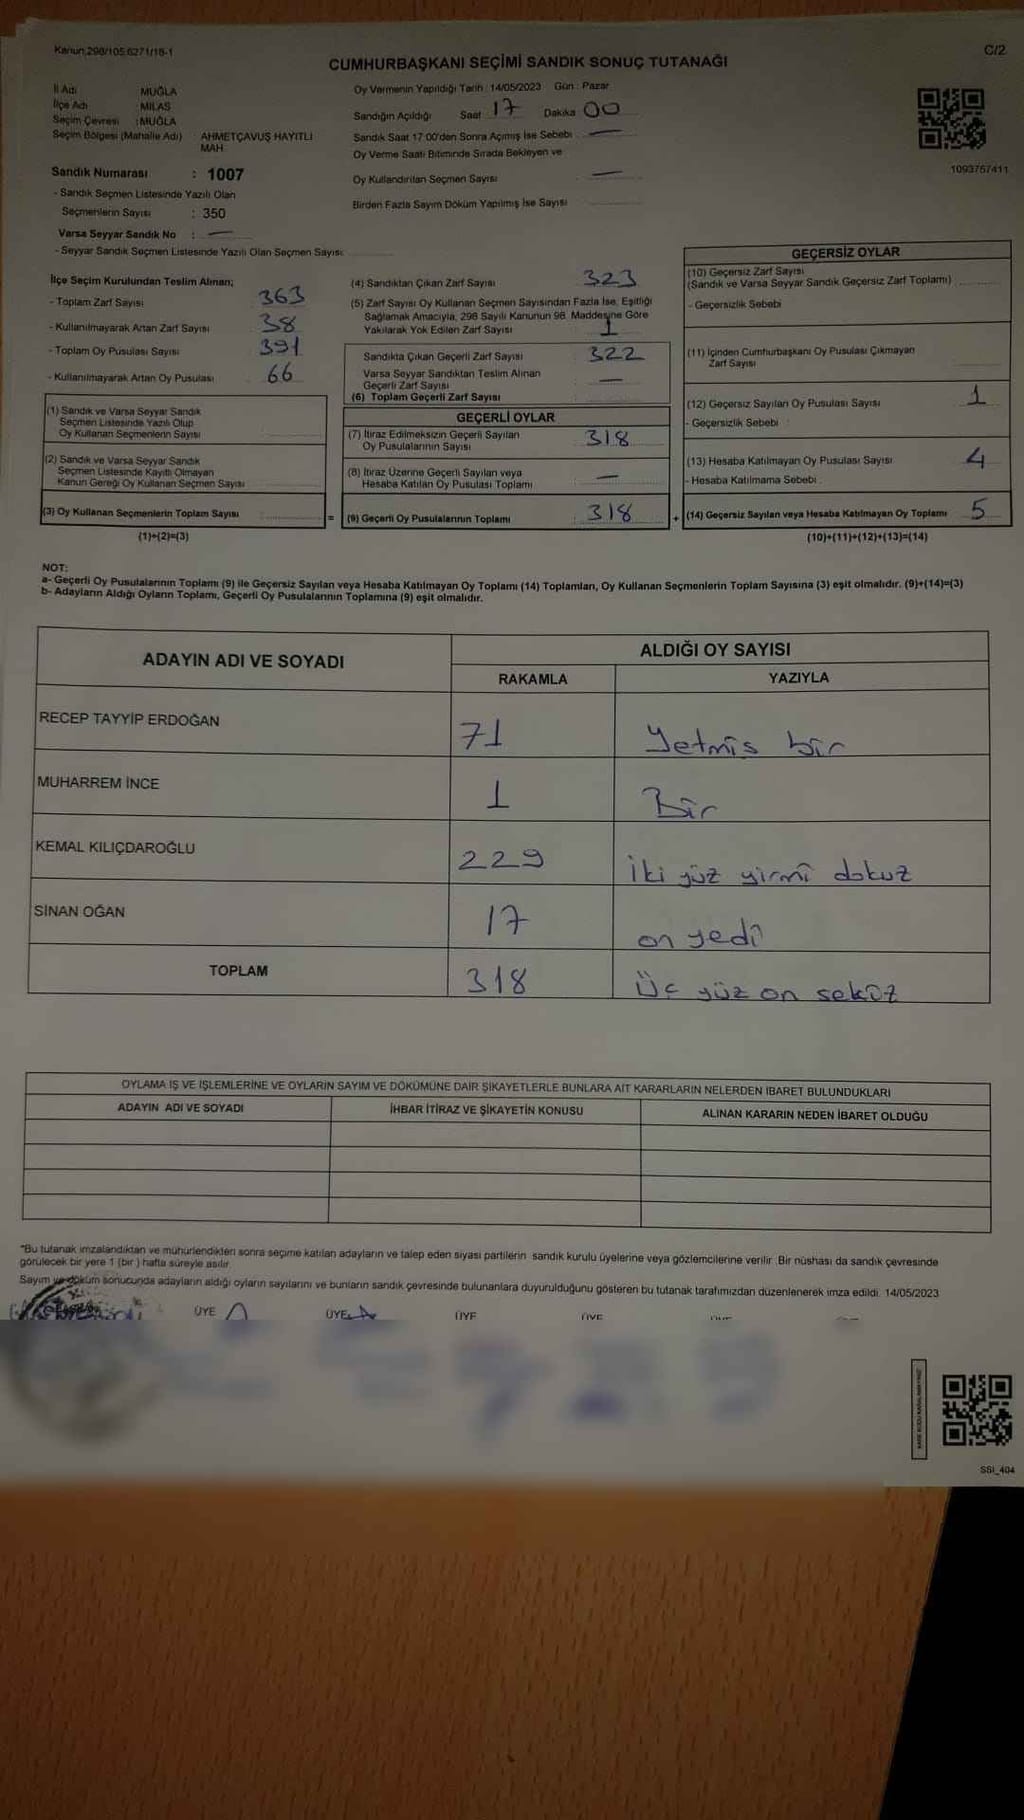 Kanun.298/105.6271/18-1
C/2
CUMHURBAŞKANI SEÇİMİ SANDIK SONUÇ TUTANAĞI
İl Adı MUĞLA
İlçe Adı MİLAS
Seçim Çevresi :MUĞLA
Seçim Bölgesi (Mahalle Adı) AHMETÇAVUŞ HAYITLI MAH.
Sandık Numarası : 1007
- Sandık Seçmen Listesinde Yazılı Olan
Seçmenlerin Sayısı : 350
Varsa Seyyar Sandık No : —
- Seyyar Sandık Seçmen Listesinde Yazılı Olan Seçmen Sayısı:
Oy Vermenin Yapıldığı Tarih : 14/05/2023 Gün : Pazar
Sandığın Açıldığı Saat 17 Dakika 00
Sandık Saat 17.00'den Sonra Açımış İse Sebebi —
Oy Verme Saati Bitiminde Sırada Bekleyen ve
Oy Kullandırılan Seçmen Sayısı —
Birden Fazla Sayım Döküm Yapılmış İse Sayısı
1093757411
İlçe Seçim Kurulundan Teslim Alınan;
- Toplam Zarf Sayısı 363
- Kullanılmayarak Artan Zarf Sayısı 38
- Toplam Oy Pusulası Sayısı 391
- Kullanılmayarak Artan Oy Pusulası 66
(1) Sandık ve Varsa Seyyar Sandık
Seçmen Listesinde Yazılı Olup
Oy Kullanan Seçmenlerin Sayısı
(2) Sandık ve Varsa Seyyar Sandık
Seçmen Listesinde Kayıtlı Olmayan
Kanun Gereği Oy Kullanan Seçmen Sayısı
(3) Oy Kullanan Seçmenlerin Toplam Sayısı
(1)+(2)=(3)
(4) Sandıktan Çıkan Zarf Sayısı 323
(5) Zarf Sayısı Oy Kullanan Seçmen Sayısından Fazla İse, Eşitliği
Sağlamak Amacıyla, 298 Sayılı Kanunun 98. Maddesine Göre
Yakılarak Yok Edilen Zarf Sayısı 1
Sandıkta Çıkan Geçerli Zarf Sayısı 322
Varsa Seyyar Sandıktan Teslim Alınan
Geçerli Zarf Sayısı —
(6) Toplam Geçerli Zarf Sayısı
GEÇERLİ OYLAR
(7) İtiraz Edilmeksizin Geçerli Sayılan
Oy Pusulalarının Sayısı 318
(8) İtiraz Üzerine Geçerli Sayılan veya
Hesaba Katılan Oy Pusulası Toplamı —
= (9) Geçerli Oy Pusulalarının Toplamı 318
GEÇERSİZ OYLAR
(10) Geçersiz Zarf Sayısı
(Sandık ve Varsa Seyyar Sandık Geçersiz Zarf Toplamı)
- Geçersizlik Sebebi
(11) İçinden Cumhurbaşkanı Oy Pusulası Çıkmayan
Zarf Sayısı
(12) Geçersiz Sayılan Oy Pusulası Sayısı 1
- Geçersizlik Sebebi :
(13) Hesaba Katılmayan Oy Pusulası Sayısı 4
- Hesaba Katılmama Sebebi :
+ (14) Geçersiz Sayılan veya Hesaba Katılmayan Oy Toplamı 5
(10)+(11)+(12)+(13)=(14)
NOT:
a- Geçerli Oy Pusulalarının Toplamı (9) ile Geçersiz Sayılan veya Hesaba Katılmayan Oy Toplamı (14) Toplamları, Oy Kullanan Seçmenlerin Toplam Sayısına (3) eşit olmalıdır. (9)+(14)=(3)
b- Adayların Aldığı Oyların Toplamı, Geçerli Oy Pusulalarının Toplamına (9) eşit olmalıdır.
ADAYIN ADI VE SOYADI ALDIĞI OY SAYISI
RAKAMLA YAZIYLA
RECEP TAYYİP ERDOĞAN 71 Yetmiş bir
MUHARREM İNCE 1 Bir
KEMAL KILIÇDAROĞLU 229 İki yüz yirmi dokuz
SİNAN OĞAN 17 on yedi
TOPLAM 318 Üç yüz on sekiz
OYLAMA İŞ VE İŞLEMLERİNE VE OYLARIN SAYIM VE DÖKÜMÜNE DAİR ŞİKAYETLERLE BUNLARA AİT KARARLARIN NELERDEN İBARET BULUNDUKLARI
ADAYIN ADI VE SOYADI İHBAR İTİRAZ VE ŞİKAYETİN KONUSU ALINAN KARARIN NEDEN İBARET OLDUĞU
"Bu tutanak imzalandıktan ve mühürlendikten sonra seçime katılan adayların ve talep eden siyasi partilerin sandık kurulu üyelerine veya gözlemcilerine verilir. Bir nüshası da sandık çevresinde
görülecek bir yere 1 (bir ) hafta süreyle asılır.
Sayım ve döküm sonucunda adayların aldığı oyların sayılarını ve bunların sandık çevresinde bulunanlara duyurulduğunu gösteren bu tutanak tarafımızdan düzenlenerek imza edildi. 14/05/2023
ÜYE ÜYE ÜYE ÜYE
SSİ_404